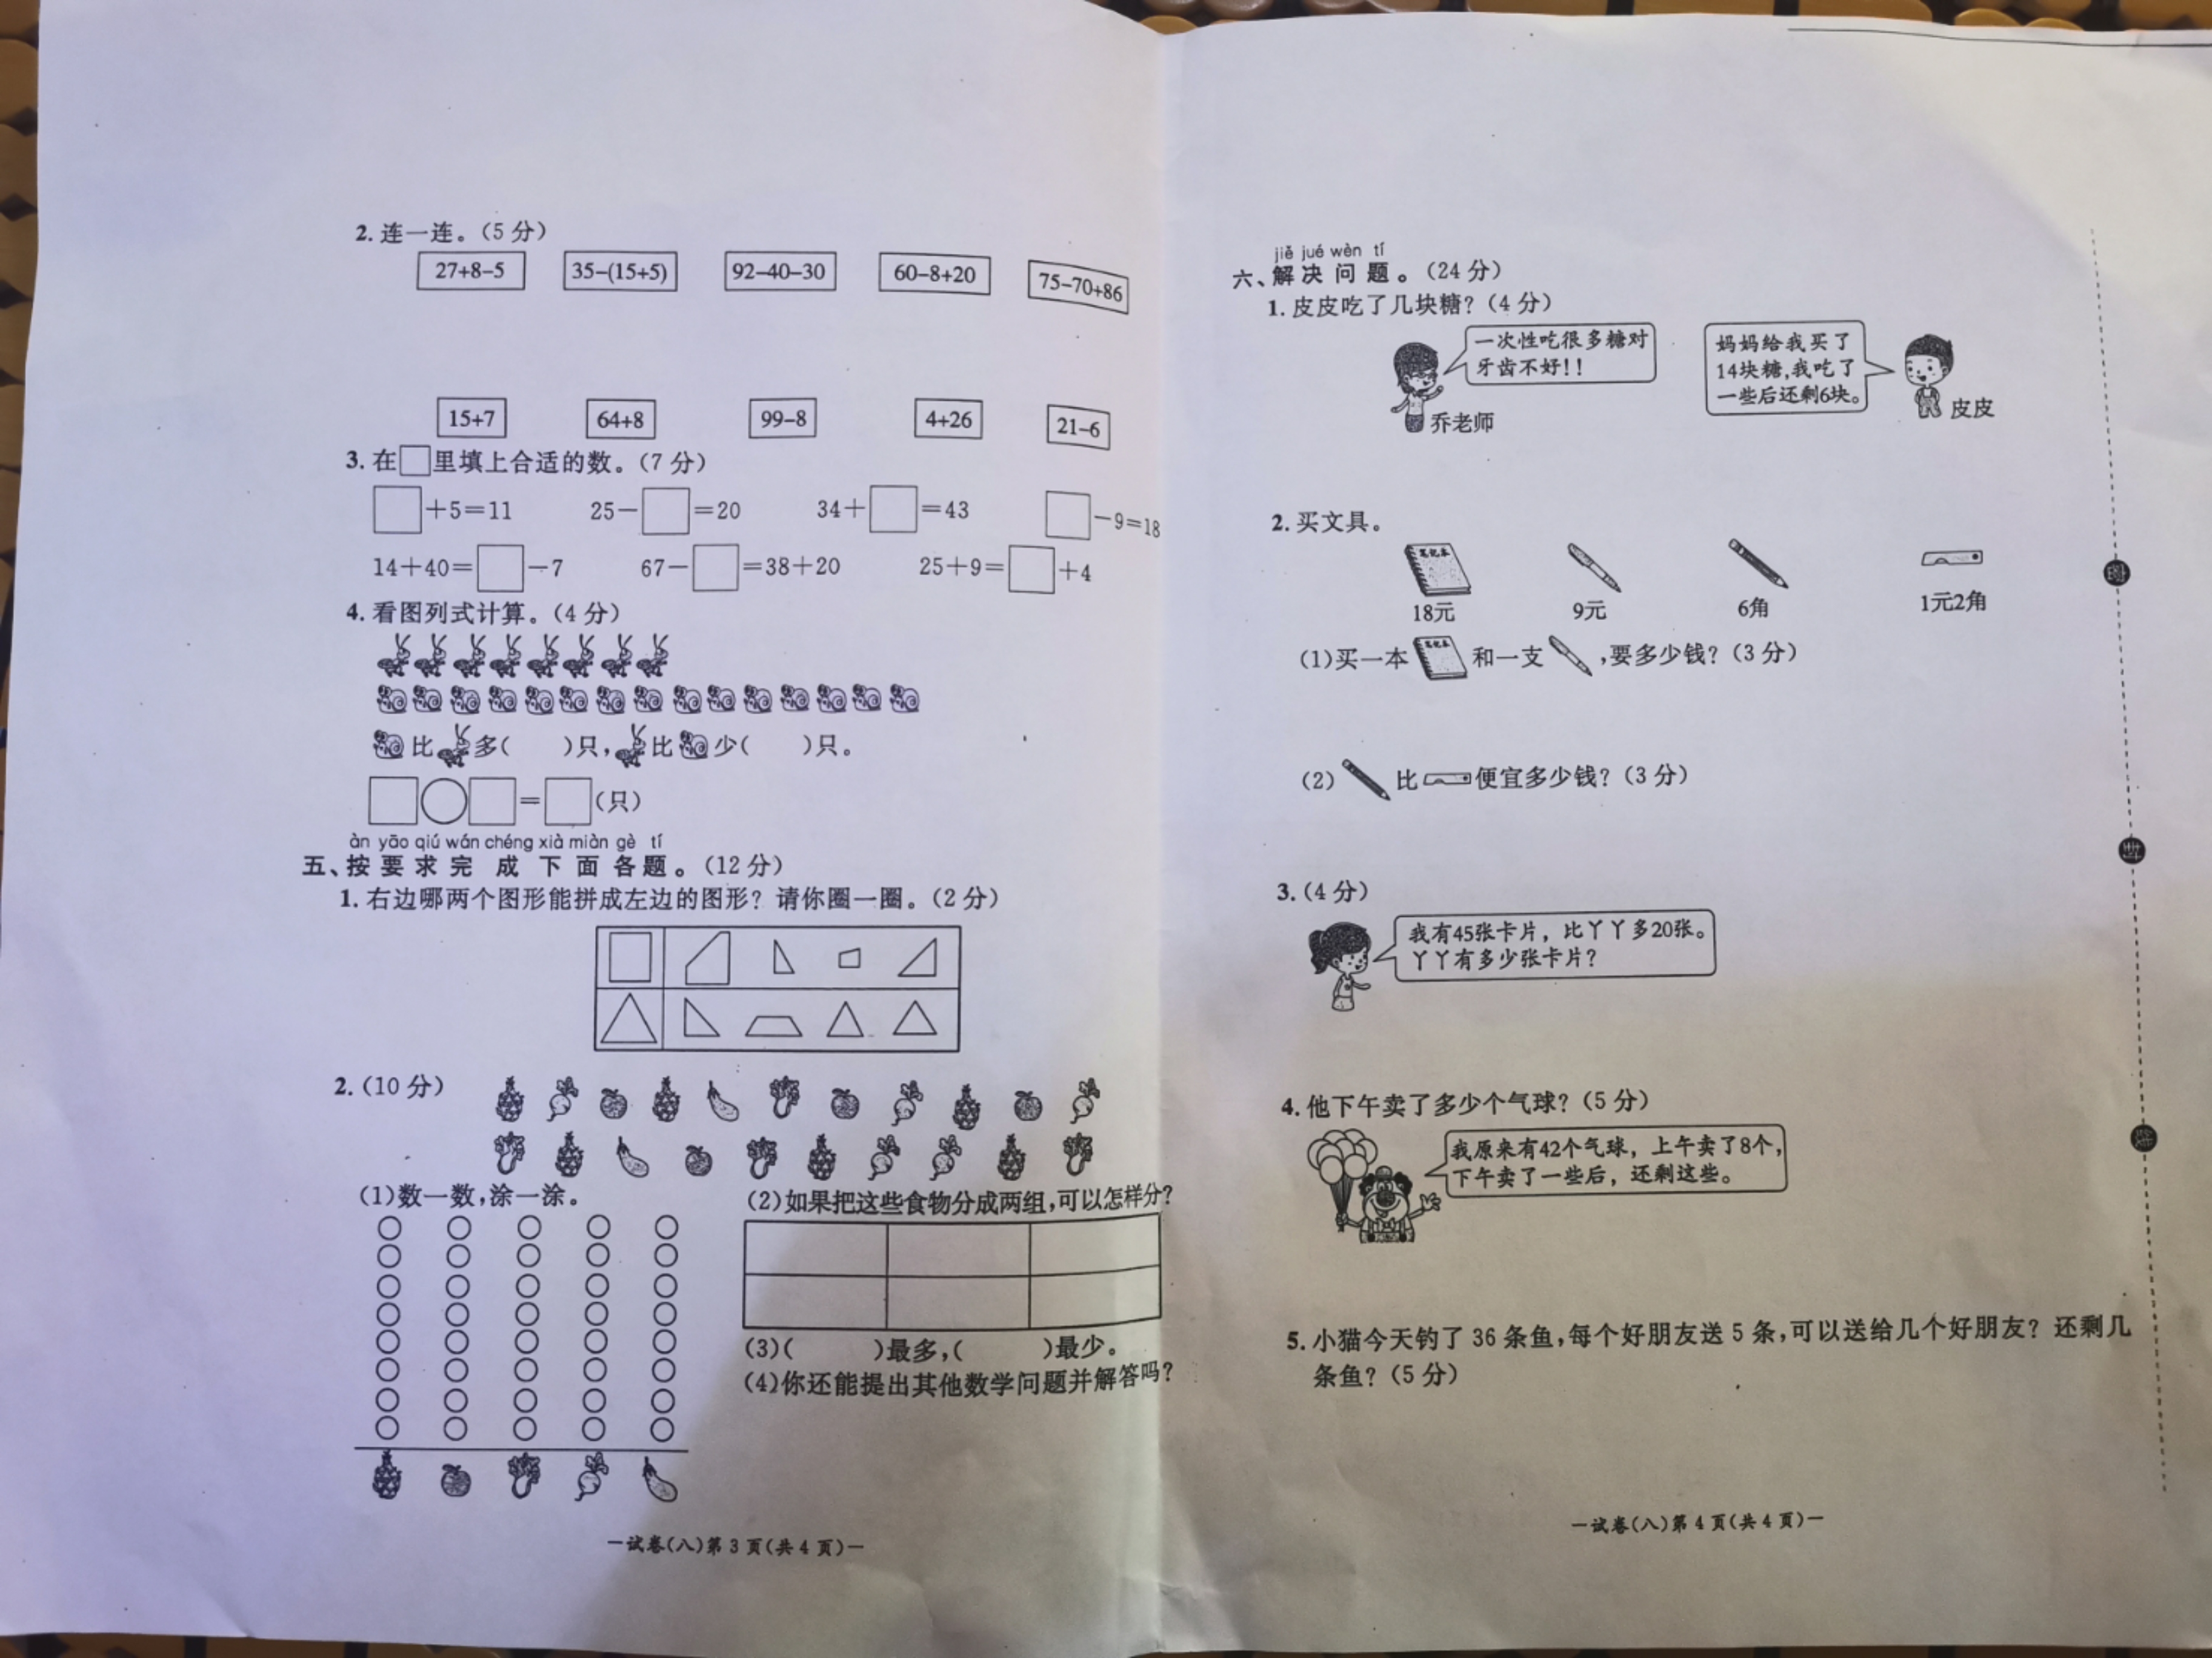 2. 连一连。(5 分)
27+8-5 35-(15+5) 92-40-30 60-8+20 75-70+86
15+7 64+8 99-8 4+26 21-6
3. 在□里填上合适的数。(7 分)
□+5=11 25-□=20 34+□=43 □-9=18
14+40=□-7 67-□=38+20 25+9=□+4
4. 看图列式计算。(4 分)
比 多( )只, 比 少( )只。
□○□=□(只)
àn yāo qiú wán chéng xià miàn gè tí
五、按要求完成下面各题。(12 分)
1. 右边哪两个图形能拼成左边的图形? 请你圈一圈。(2 分)
2. (10 分)
(1)数一数,涂一涂。
(2)如果把这些食物分成两组,可以怎样分?
(3)( )最多,( )最少。
(4)你还能提出其他数学问题并解答吗?
—试卷(八)第 3 页(共 4 页)—
jiě jué wèn tí
六、解决问题。(24 分)
1. 皮皮吃了几块糖? (4 分)
一次性吃很多糖对
牙齿不好!!
乔老师
妈妈给我买了
14块糖,我吃了
一些后还剩6块。
皮皮
2. 买文具。
笔记本
18元 9元 6角 1元2角
(1)买一本 笔记本 和一支 ,要多少钱? (3 分)
(2) 比 便宜多少钱? (3 分)
3. (4 分)
我有45张卡片，比丫丫多20张。
丫丫有多少张卡片?
4. 他下午卖了多少个气球? (5 分)
我原来有42个气球，上午卖了8个,
下午卖了一些后，还剩这些。
5. 小猫今天钓了 36 条鱼,每个好朋友送 5 条,可以送给几个好朋友? 还剩几
条鱼? (5 分)
—试卷(八)第 4 页(共 4 页)—
密
封
线